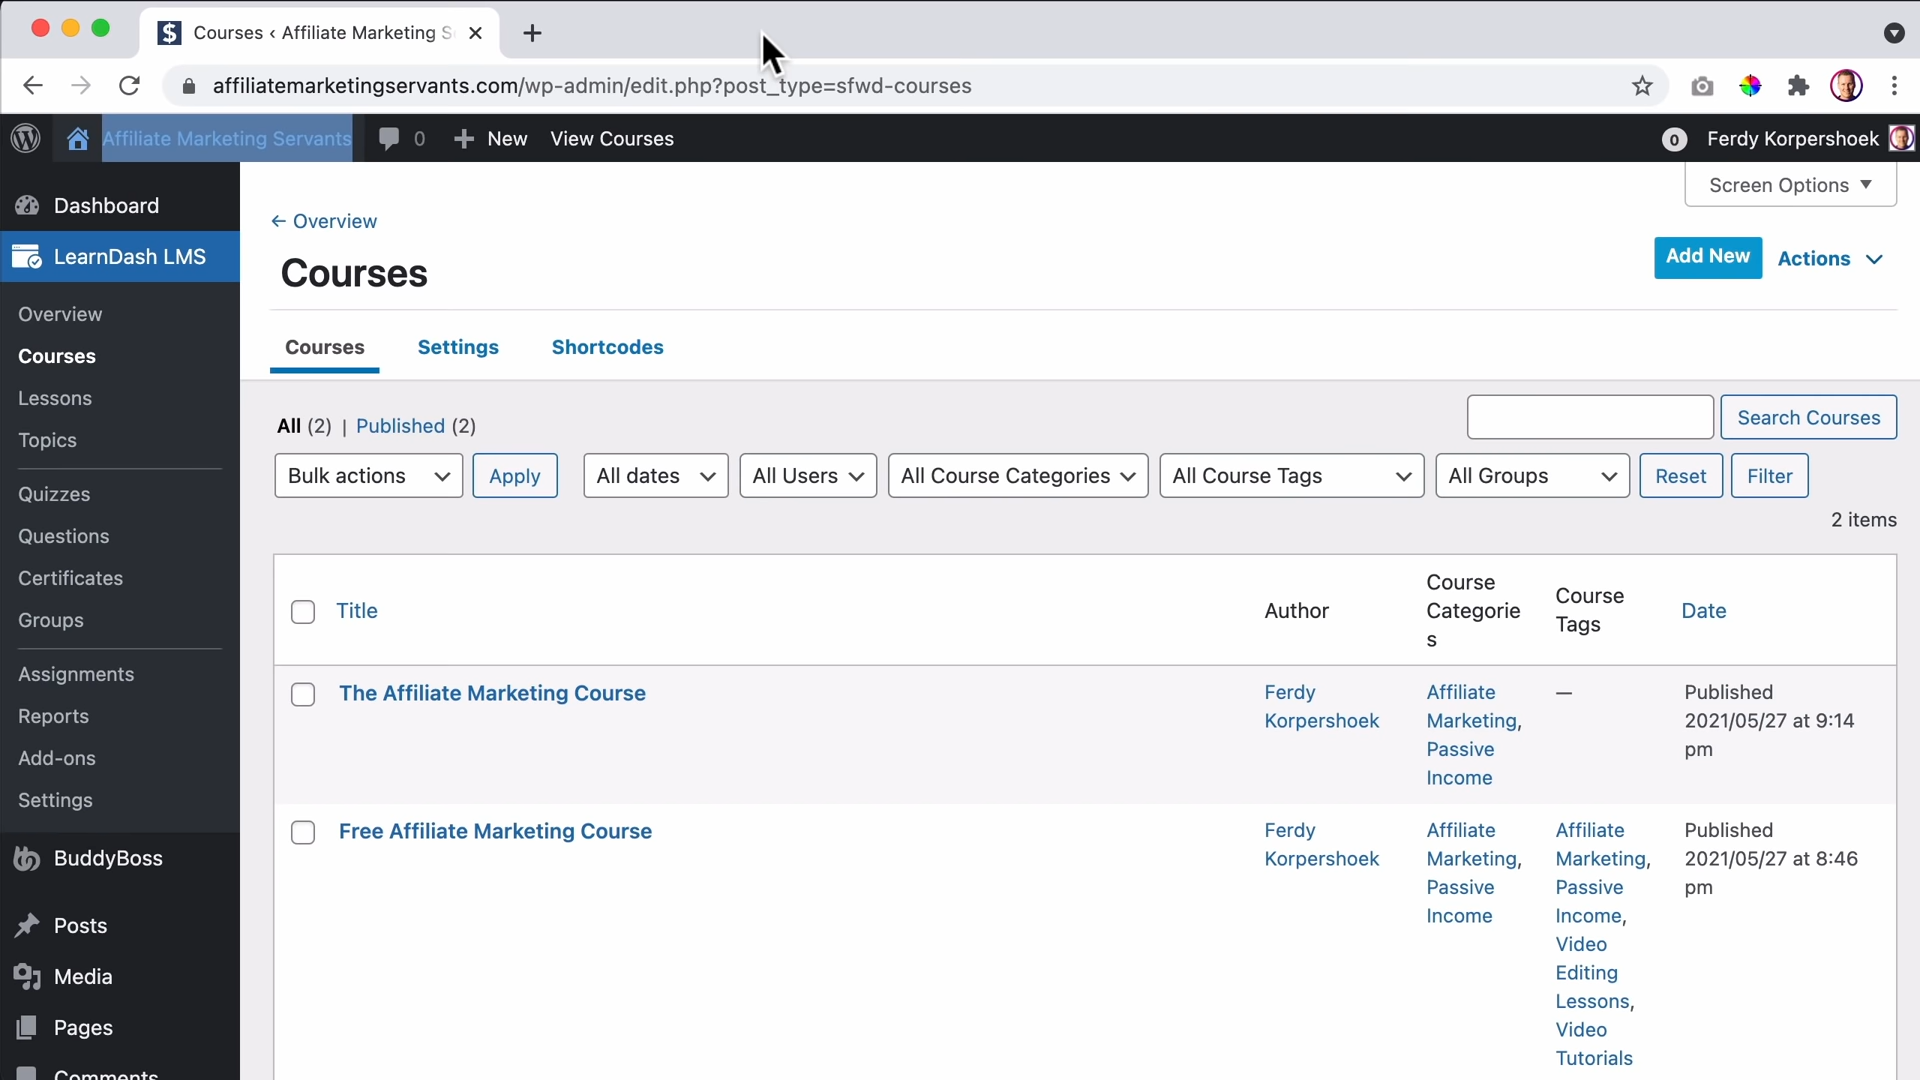 Courses ‹ Affiliate Marketing S
affiliatemarketingservants.com/wp-admin/edit.php?post_type=sfwd-courses
Affiliate Marketing Servants 0 New View Courses 0 Ferdy Korpershoek
Screen Options
Dashboard
LearnDash LMS
Overview
Courses
Lessons
Topics
Quizzes
Questions
Certificates
Groups
Assignments
Reports
Add-ons
Settings
BuddyBoss
Posts
Media
Pages
Comments
← Overview
Courses
Add New Actions
Courses Settings Shortcodes
All (2) | Published (2)
Search Courses
Bulk actions Apply All dates All Users All Course Categories All Course Tags All Groups Reset Filter
2 items
Title
Author
Course
Categorie
s
Course
Tags
Date
The Affiliate Marketing Course
Ferdy
Korpershoek
Affiliate
Marketing,
Passive
Income
—
Published
2021/05/27 at 9:14
pm
Free Affiliate Marketing Course
Ferdy
Korpershoek
Affiliate
Marketing,
Passive
Income
Affiliate
Marketing,
Passive
Income,
Video
Editing
Lessons,
Video
Tutorials
Published
2021/05/27 at 8:46
pm